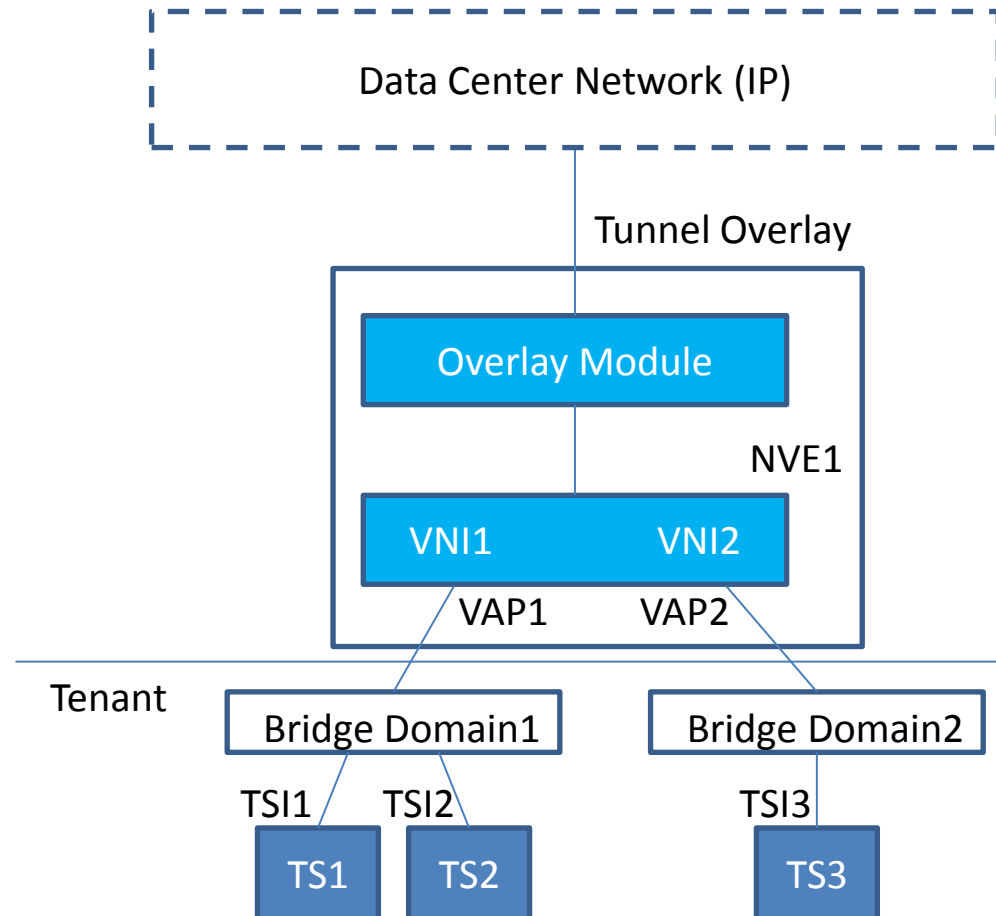 Data Center Network (IP)
Tunnel Overlay
Overlay Module
NVE1
VNI1 VNI2
VAP1 VAP2
Tenant
Bridge Domain1 Bridge Domain2
TSI1 TSI2 TSI3
TS1 TS2 TS3